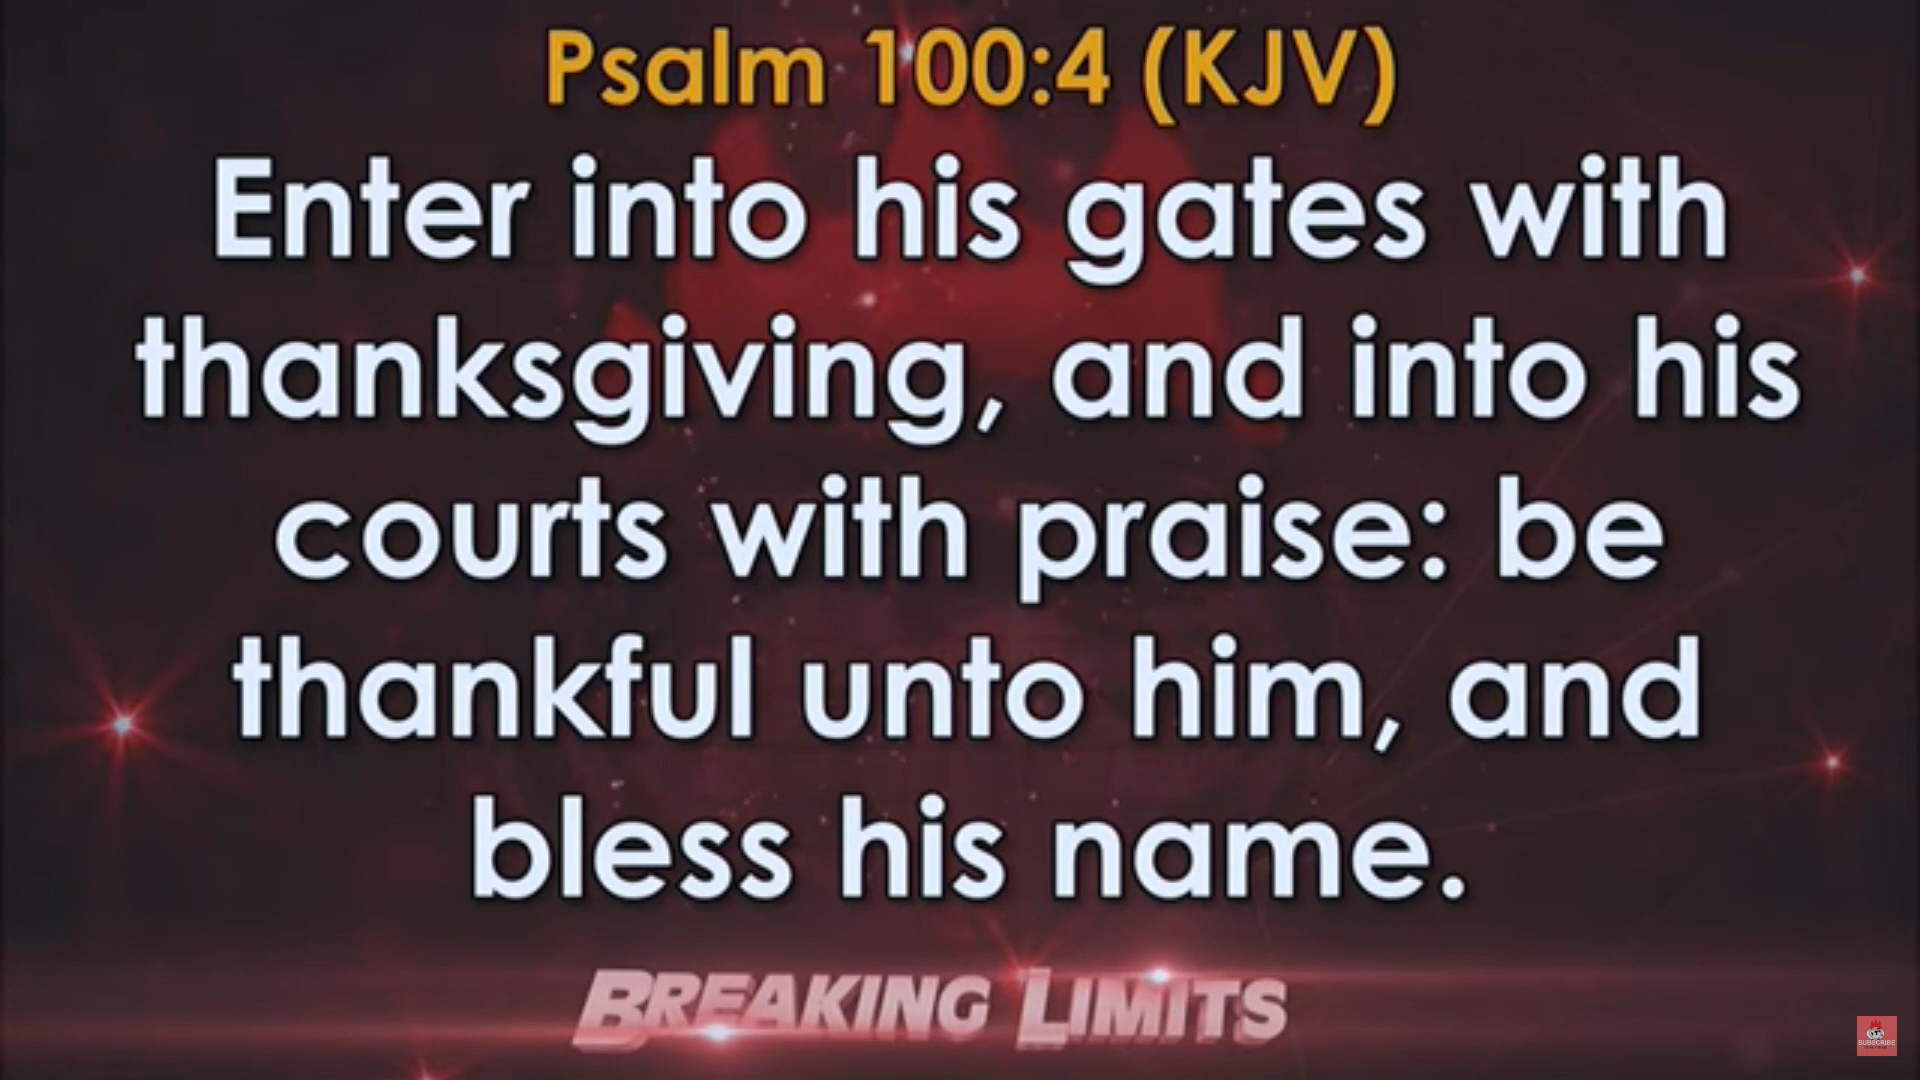 Psalm 100:4 (KJV)
Enter into his gates with
thanksgiving, and into his
courts with praise: be
thankful unto him, and
bless his name.
BREAKING LIMITS
SUBSCRIBE